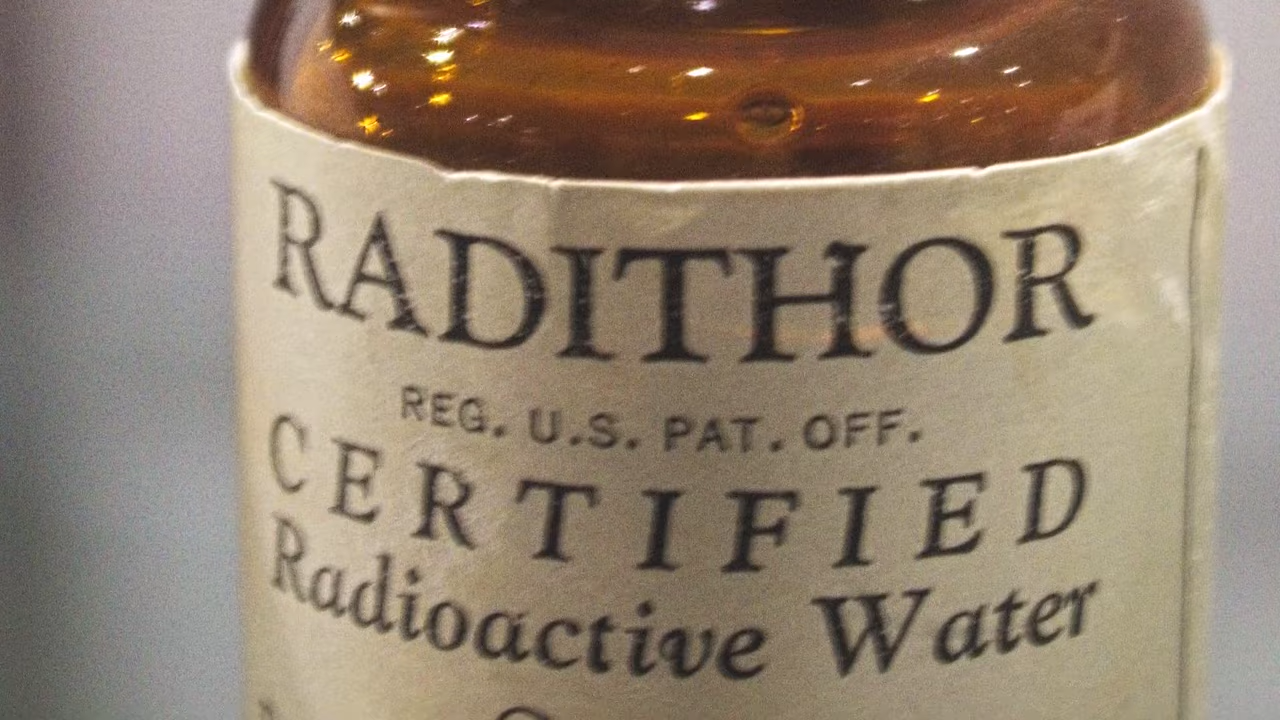 RADITHOR
REG. U.S. PAT. OFF.
CERTIFIED
Radioactive Water